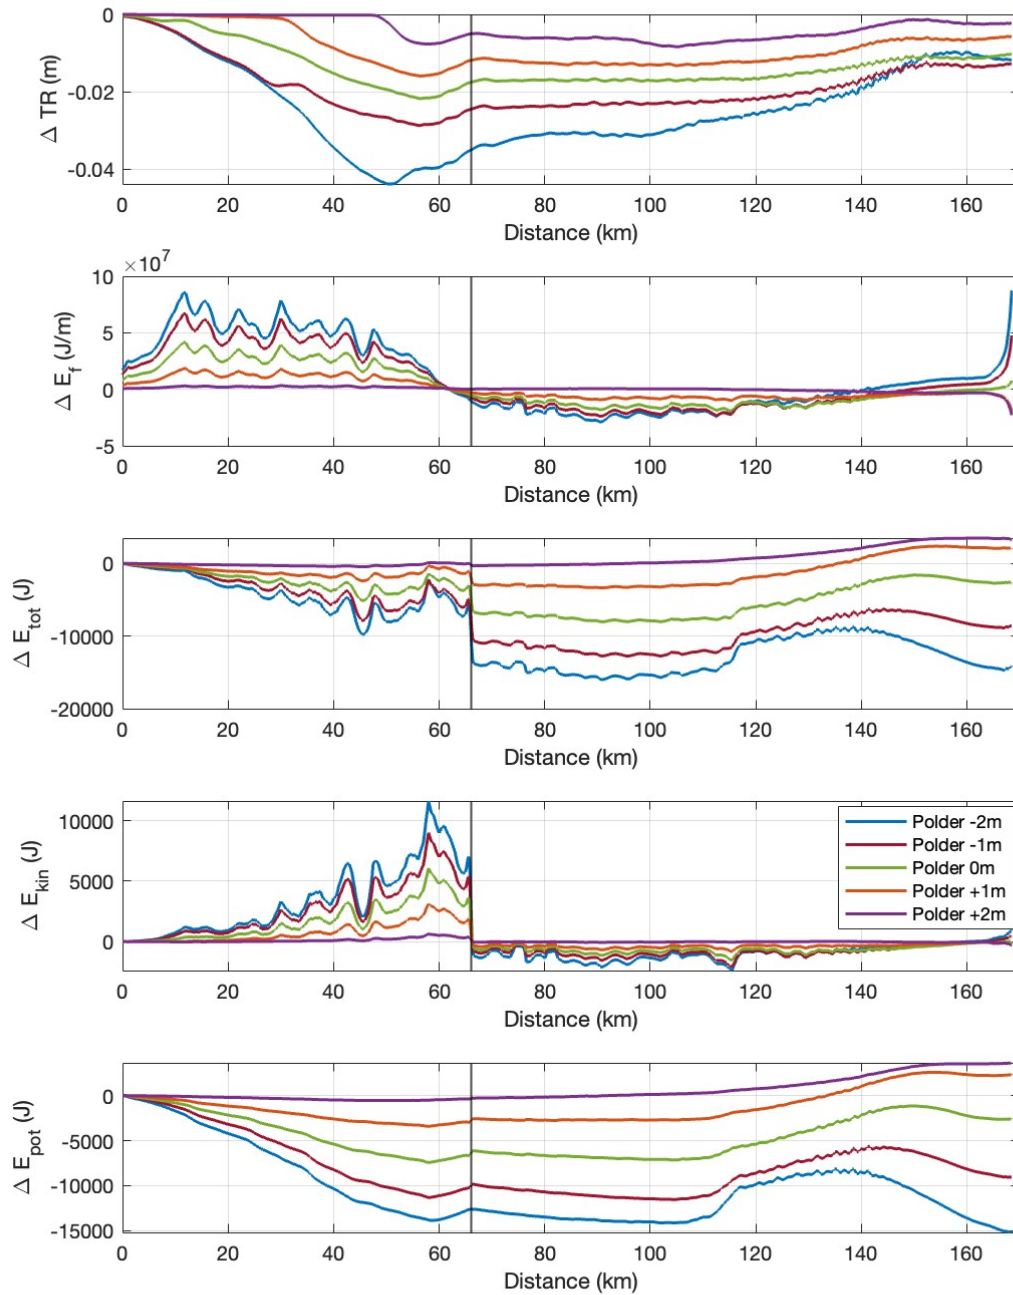 0
-0.02
-0.04
Δ TR (m)
0 20 40 60 80 100 120 140 160
Distance (km)
×10⁷
10
5
0
-5
Δ E_f (J/m)
0 20 40 60 80 100 120 140 160
Distance (km)
0
-10000
-20000
Δ E_tot (J)
0 20 40 60 80 100 120 140 160
Distance (km)
10000
5000
0
Δ E_kin (J)
Polder -2m
Polder -1m
Polder 0m
Polder +1m
Polder +2m
0 20 40 60 80 100 120 140 160
Distance (km)
0
-5000
-10000
-15000
Δ E_pot (J)
0 20 40 60 80 100 120 140 160
Distance (km)